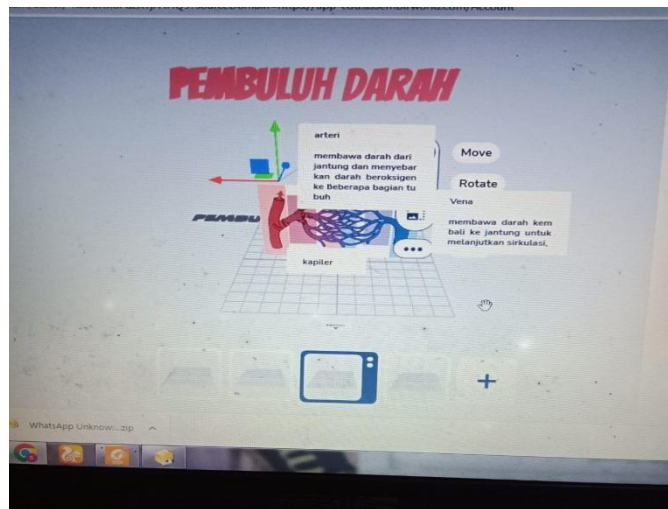 PEMBULUH DARAH
arteri
membawa darah dari
jantung dan menyebar
kan darah beroksigen
ke Beberapa bagian tu
buh
Move
Rotate
Vena
membawa darah kem
bali ke jantung untuk
melanjutkan sirkulasi,
PEMBU
kapiler
WhatsApp Unknow....zip